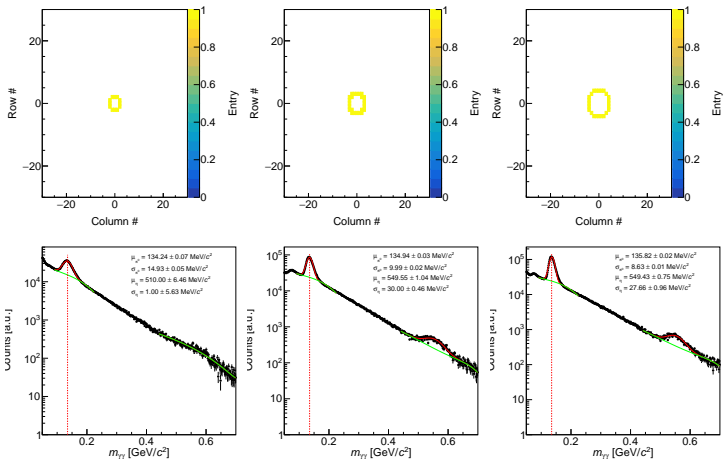 20
0
−20
Row #
−20 0 20
Column #
1
0.8
0.6
0.4
0.2
0
Entry
20
0
−20
Row #
−20 0 20
Column #
1
0.8
0.6
0.4
0.2
0
Entry
20
0
−20
Row #
−20 0 20
Column #
1
0.8
0.6
0.4
0.2
0
Entry
μπ⁰ = 134.24 ± 0.07 MeV/c²
σπ⁰ = 14.93 ± 0.05 MeV/c²
μη = 510.00 ± 6.46 MeV/c²
ση = 1.00 ± 5.63 MeV/c²
10⁴
10³
10²
10
1
Counts [a.u.]
0.2 0.4 0.6
mγγ [GeV/c²]
μπ⁰ = 134.94 ± 0.03 MeV/c²
σπ⁰ = 9.99 ± 0.02 MeV/c²
μη = 549.55 ± 1.04 MeV/c²
ση = 30.00 ± 0.46 MeV/c²
10⁵
10⁴
10³
10²
10
1
Counts [a.u.]
0.2 0.4 0.6
mγγ [GeV/c²]
μπ⁰ = 135.82 ± 0.02 MeV/c²
σπ⁰ = 8.63 ± 0.01 MeV/c²
μη = 549.43 ± 0.75 MeV/c²
ση = 27.66 ± 0.96 MeV/c²
10⁵
10⁴
10³
10²
10
1
Counts [a.u.]
0.2 0.4 0.6
mγγ [GeV/c²]